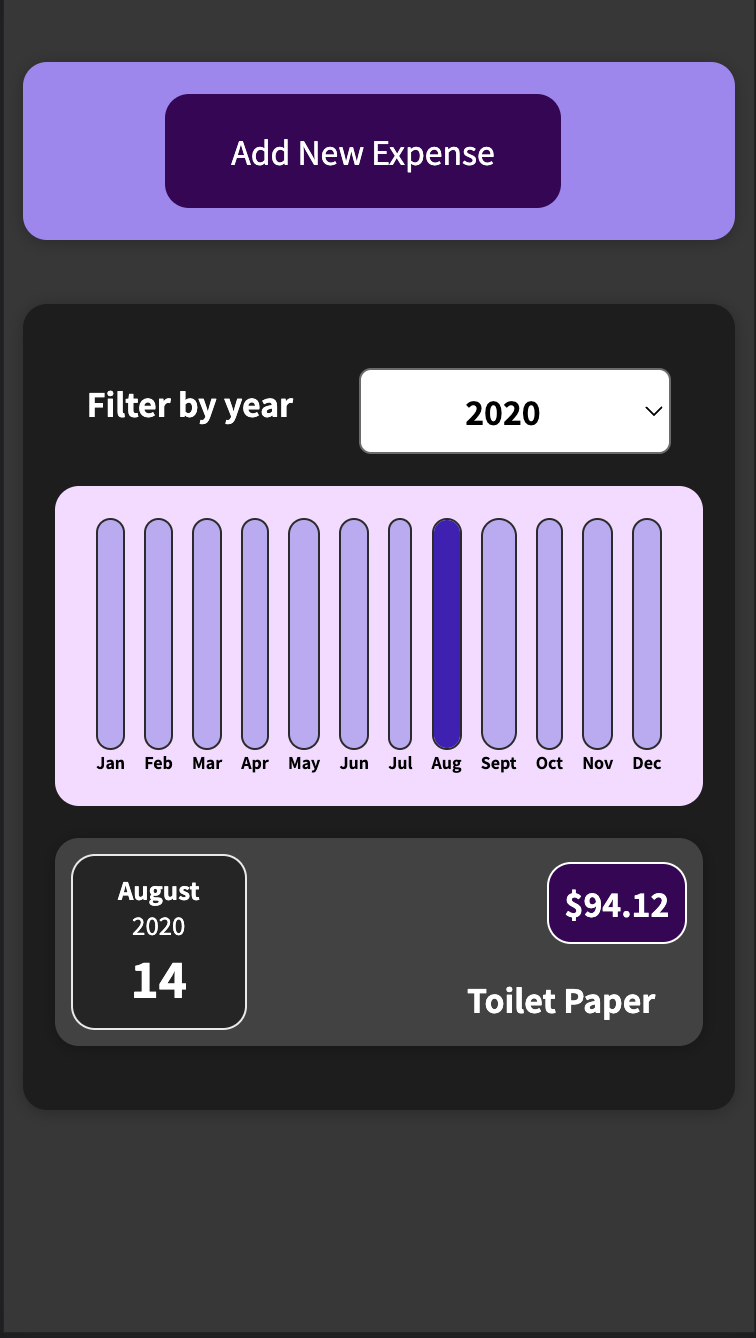 Add New Expense
Filter by year
2020
Jan Feb Mar Apr May Jun Jul Aug Sept Oct Nov Dec
August
2020
14
$94.12
Toilet Paper